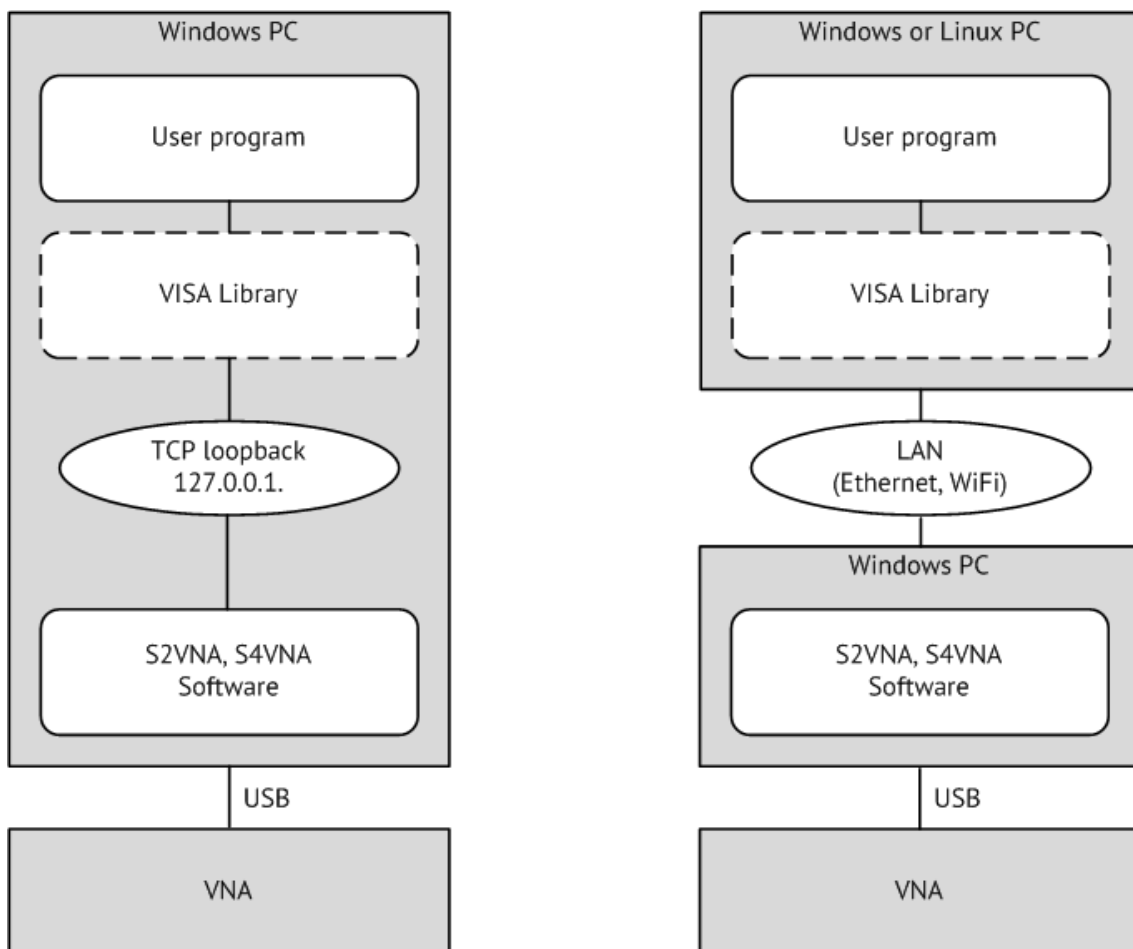 Windows PC
User program
VISA Library
TCP loopback
127.0.0.1.
S2VNA, S4VNA
Software
USB
VNA
Windows or Linux PC
User program
VISA Library
LAN
(Ethernet, WiFi)
Windows PC
S2VNA, S4VNA
Software
USB
VNA